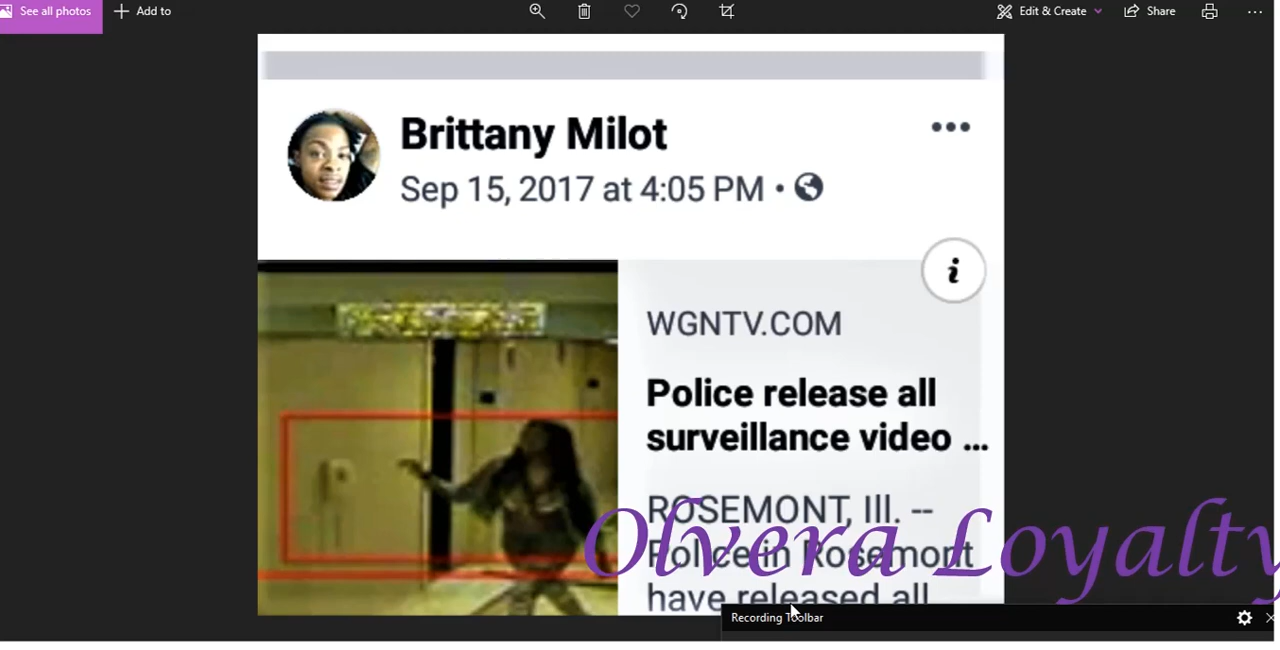 See all photos
Add to
Edit & Create
Share
Brittany Milot
Sep 15, 2017 at 4:05 PM •
i
WGNTV.COM
Police release all
surveillance video ...
ROSEMONT, Ill. --
Police in Rosemont
have released all
Olvera Loyalty
Recording Toolbar